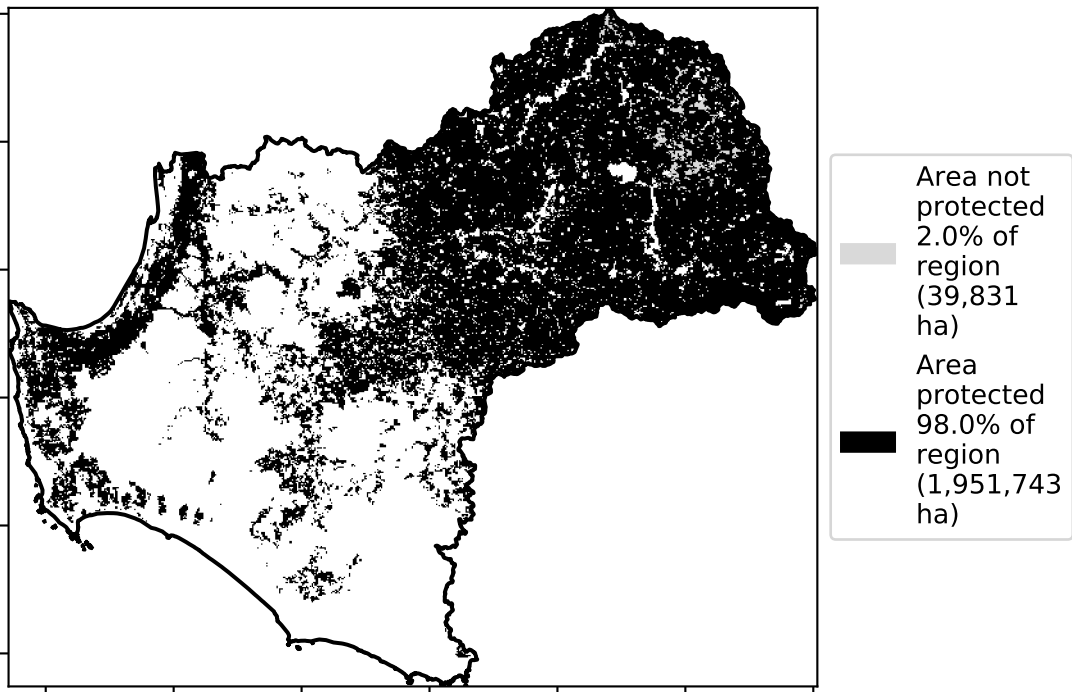 Area not
protected
2.0% of
region
(39,831
ha)
Area
protected
98.0% of
region
(1,951,743
ha)